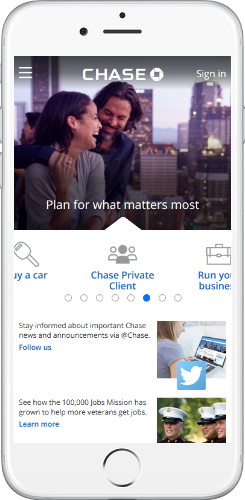 CHASE
Sign in
Plan for what matters most
uy a car
Chase Private
Client
Run you
busines
Stay informed about important Chase
news and announcements via @Chase.
Follow us
See how the 100,000 Jobs Mission has
grown to help more veterans get jobs.
Learn more